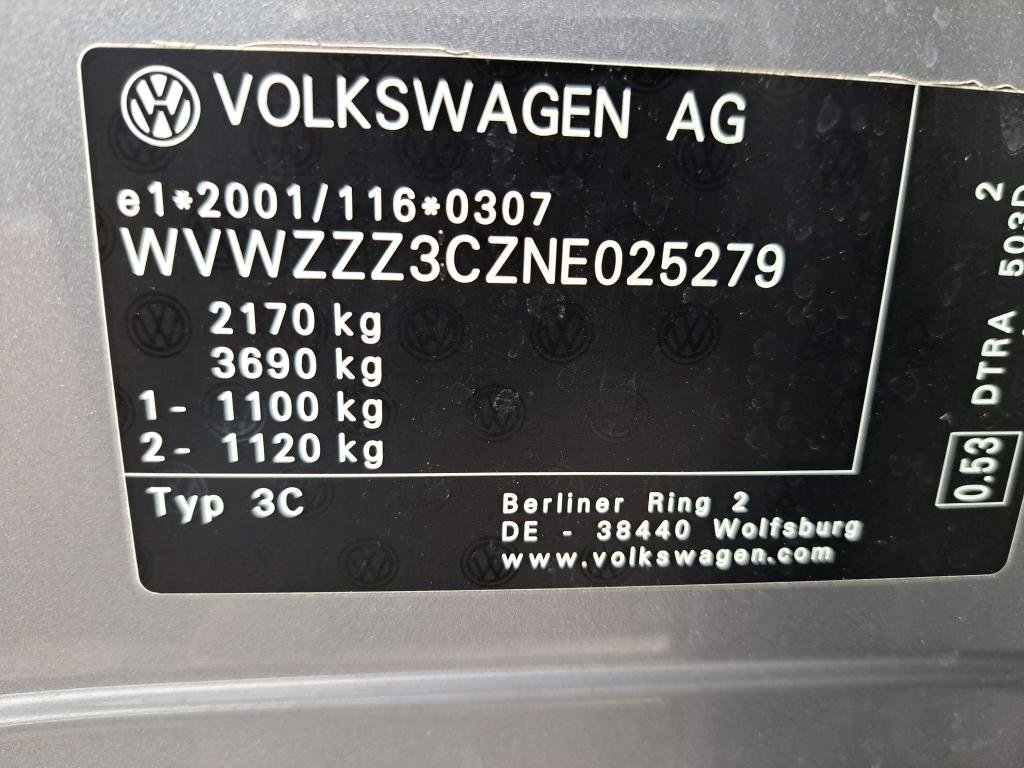 VOLKSWAGEN AG
e1*2001/116*0307
WVWZZZ3CZNE025279
2170 kg
3690 kg
1- 1100 kg
2- 1120 kg
Typ 3C
Berliner Ring 2
DE - 38440 Wolfsburg
www.volkswagen.com
0.53 DTRA 503D 2